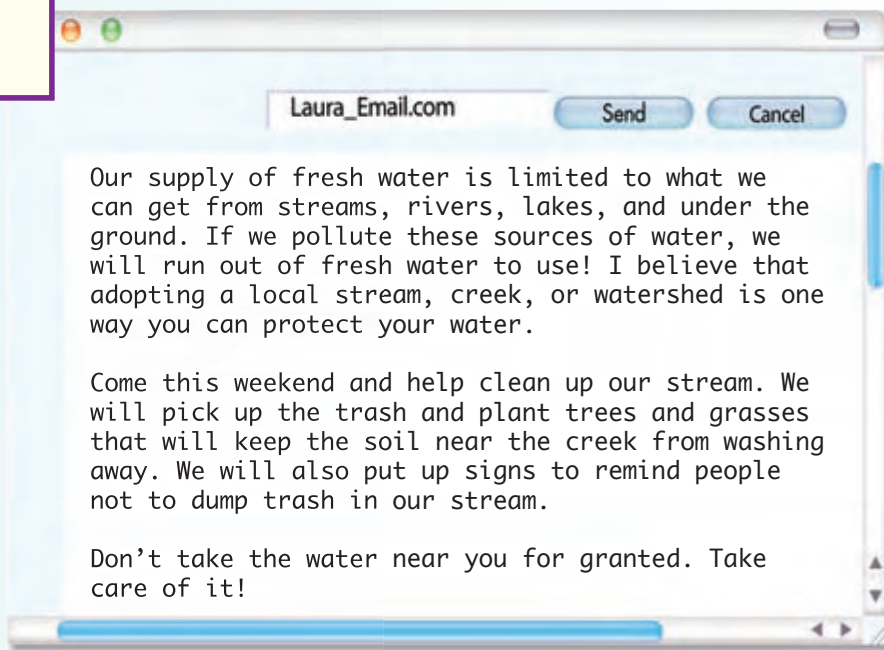 Laura_Email.com Send Cancel
Our supply of fresh water is limited to what we
can get from streams, rivers, lakes, and under the
ground. If we pollute these sources of water, we
will run out of fresh water to use! I believe that
adopting a local stream, creek, or watershed is one
way you can protect your water.
Come this weekend and help clean up our stream. We
will pick up the trash and plant trees and grasses
that will keep the soil near the creek from washing
away. We will also put up signs to remind people
not to dump trash in our stream.
Don’t take the water near you for granted. Take
care of it!